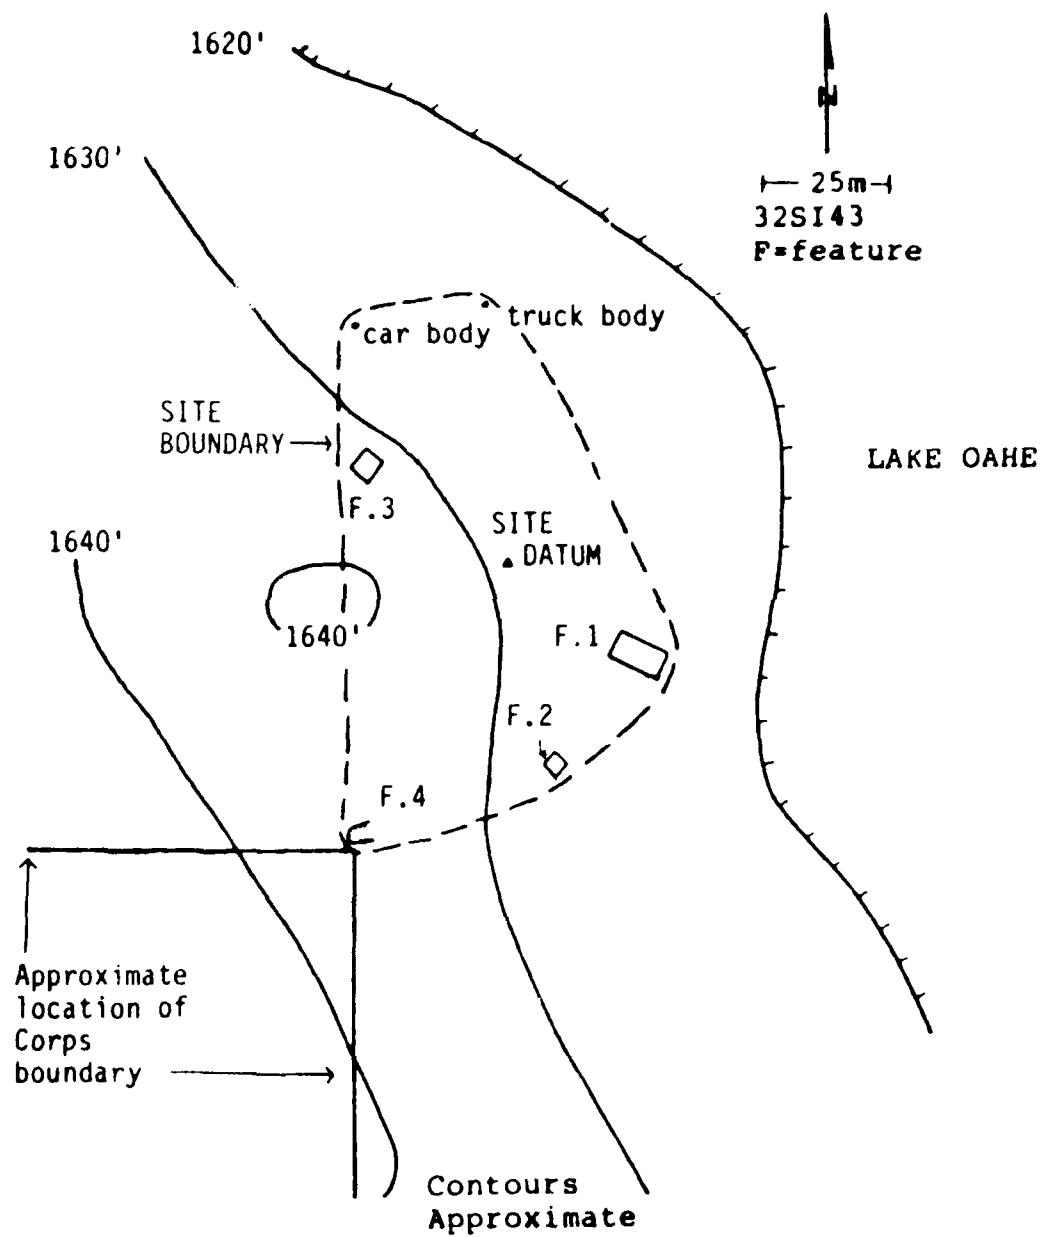 1620'
N
1630'
25m
32SI43
F=feature
truck body
car body
SITE
BOUNDARY
LAKE OAHE
F.3
SITE
DATUM
1640'
1640'
F.1
F.2
F.4
Approximate
location of
Corps
boundary
Contours
Approximate